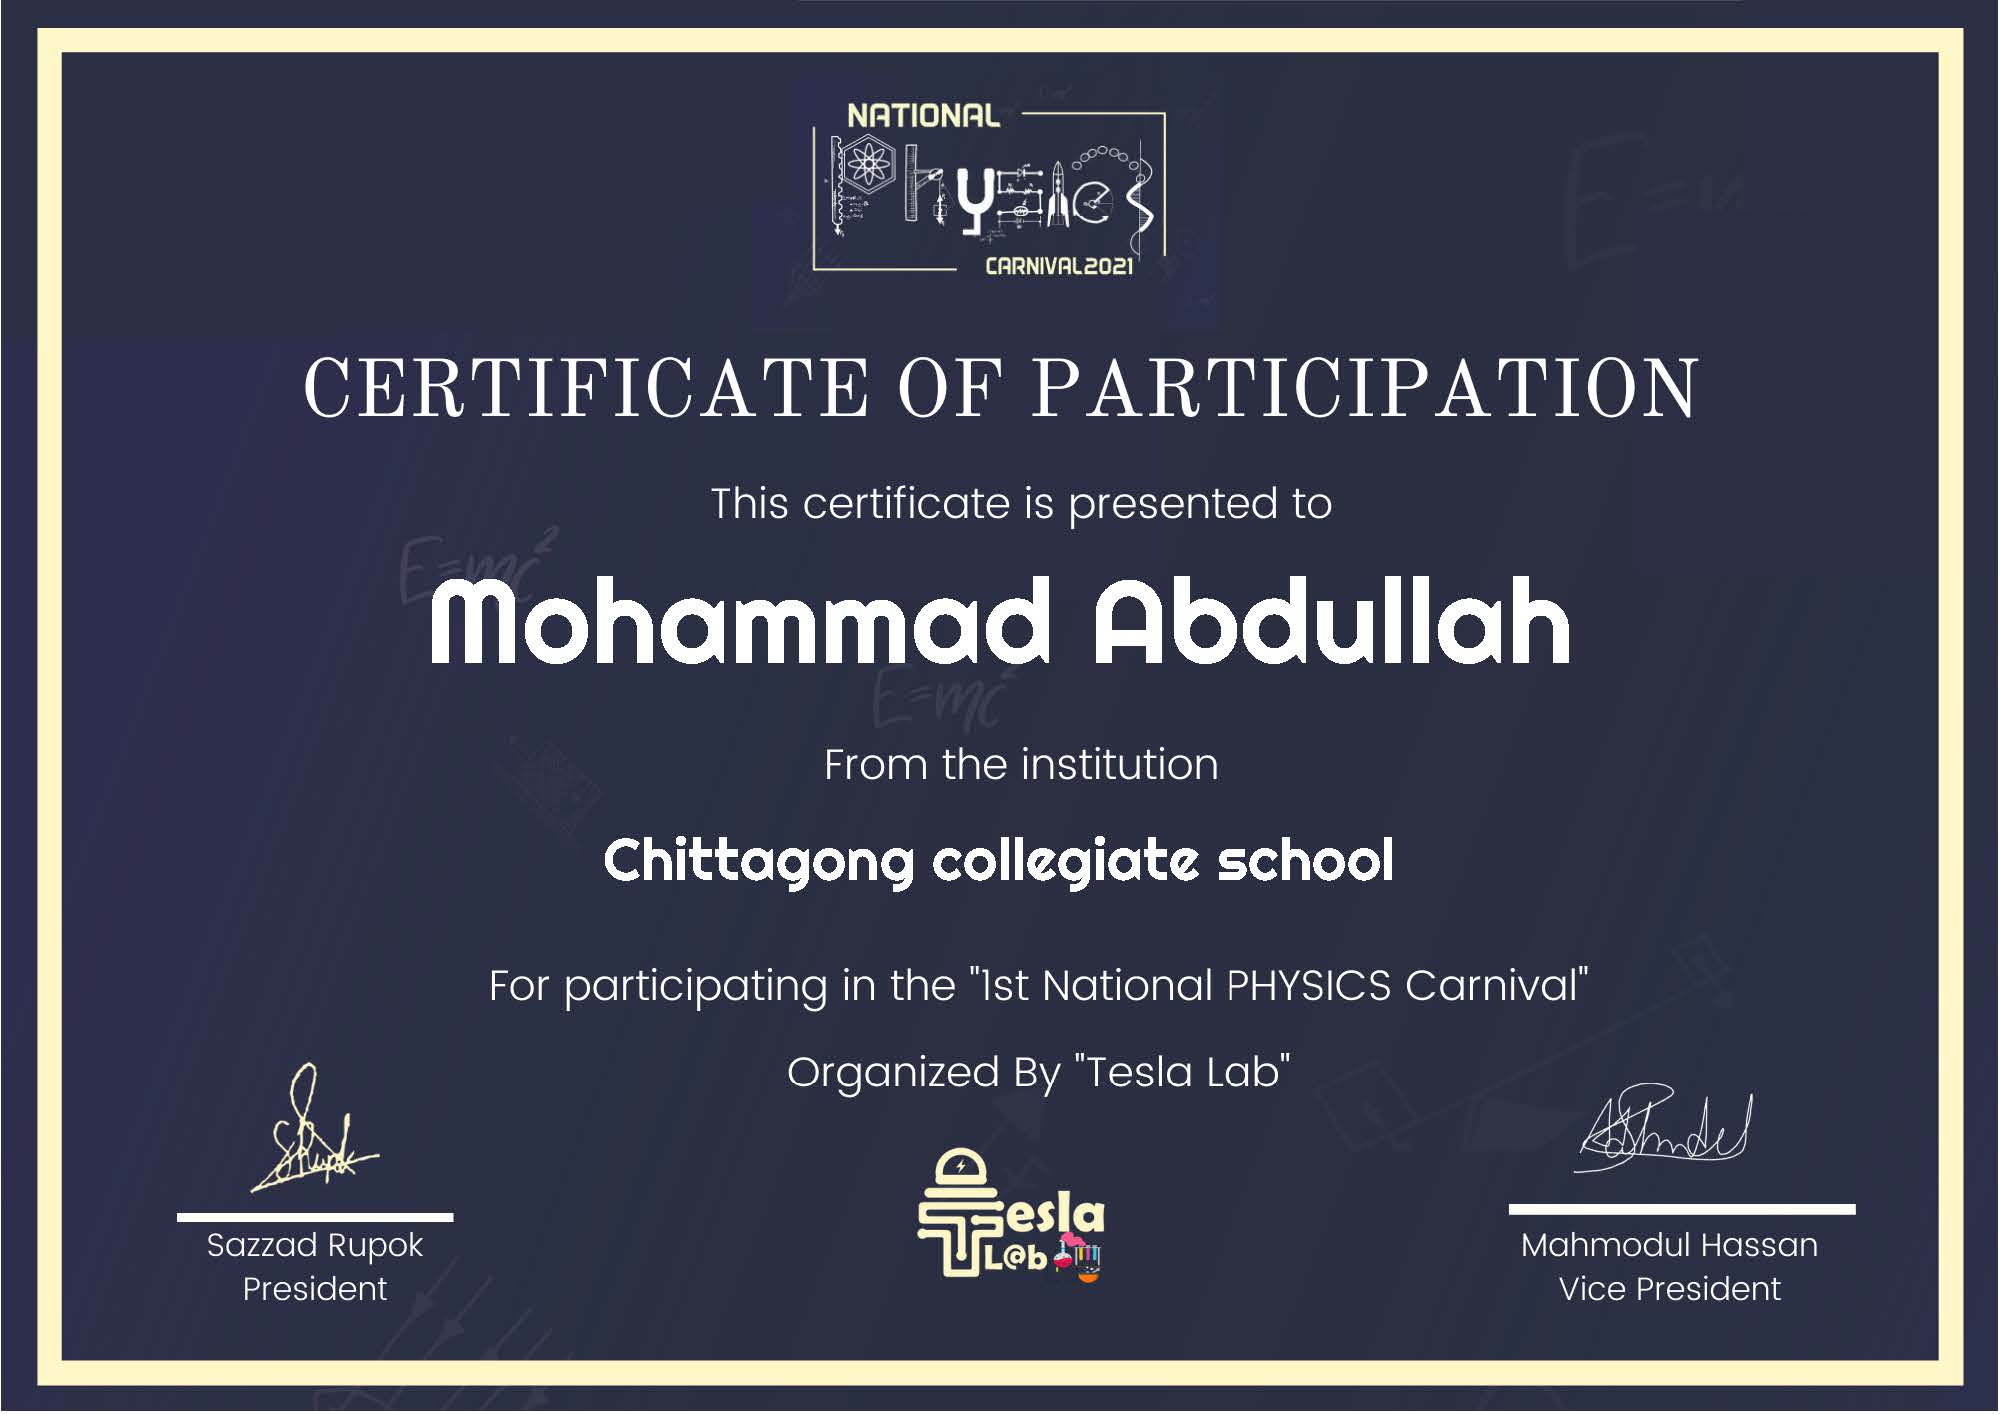 NATIONAL
Physics
CARNIVAL2021
CERTIFICATE OF PARTICIPATION
This certificate is presented to
E=mc²
Mohammad Abdullah
E=mc²
From the institution
Chittagong collegiate school
For participating in the "1st National PHYSICS Carnival"
Organized By "Tesla Lab"
Tesla
L@b
Sazzad Rupok
President
Mahmodul Hassan
Vice President